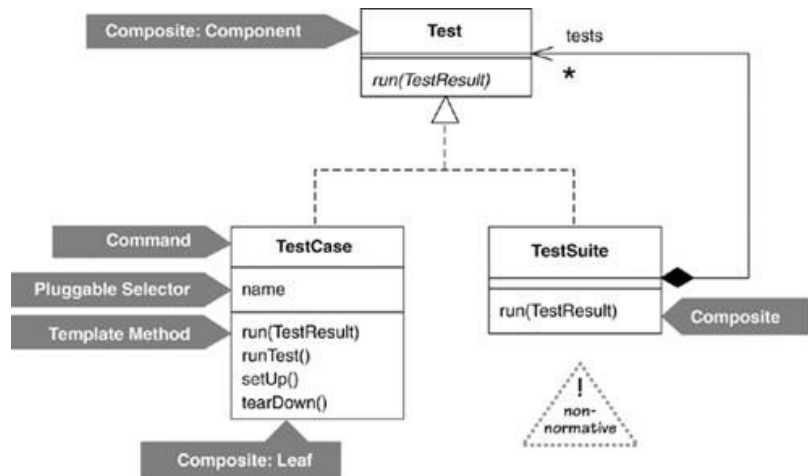 Composite: Component
Test
tests
*
run(TestResult)
Command
TestCase
TestSuite
Pluggable Selector
name
run(TestResult)
Composite
Template Method
run(TestResult)
runTest()
setUp()
tearDown()
!
non-
normative
Composite: Leaf